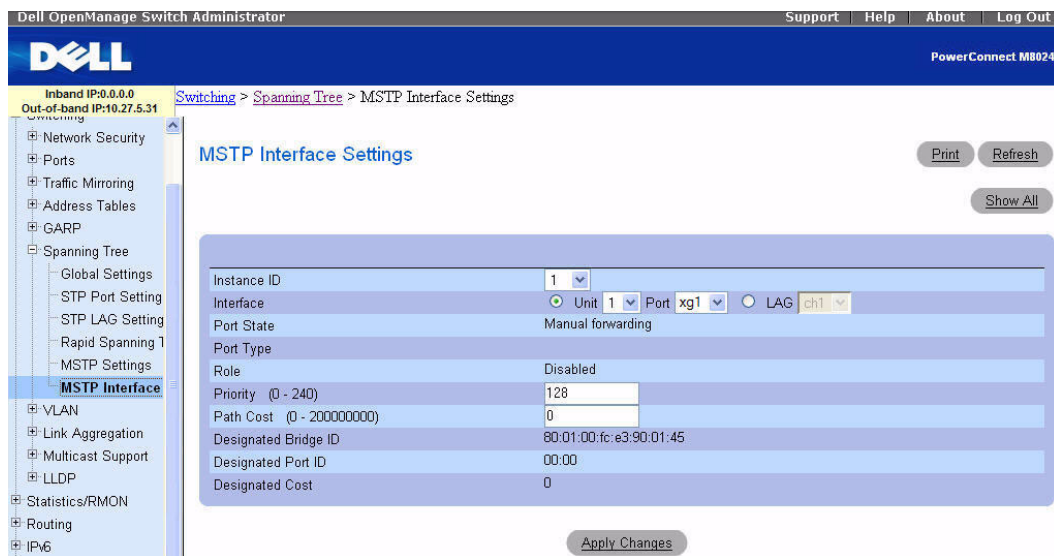 Dell OpenManage Switch Administrator
Support | Help | About | Log Out
DELL
PowerConnect M8024
Inband IP:0.0.0.0
Out-of-band IP:10.27.5.31
Switching > Spanning Tree > MSTP Interface Settings
Switching
Network Security
Ports
Traffic Mirroring
Address Tables
GARP
Spanning Tree
Global Settings
STP Port Setting
STP LAG Setting
Rapid Spanning T
MSTP Settings
MSTP Interface
VLAN
Link Aggregation
Multicast Support
LLDP
Statistics/RMON
Routing
IPv6
MSTP Interface Settings
Print
Refresh
Show All
Instance ID 1
Interface Unit 1 Port xg1 LAG ch1
Port State Manual forwarding
Port Type
Role Disabled
Priority (0 - 240) 128
Path Cost (0 - 200000000) 0
Designated Bridge ID 80:01:00:fc:e3:90:01:45
Designated Port ID 00:00
Designated Cost 0
Apply Changes